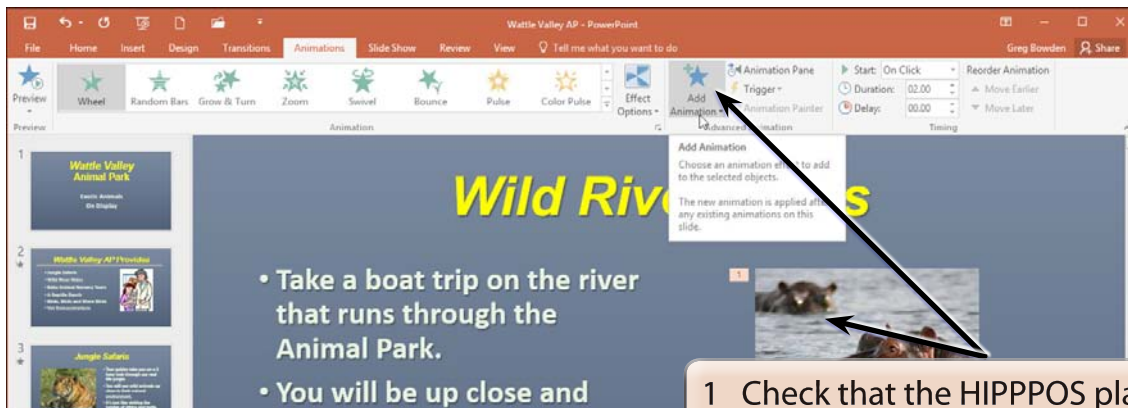 Wattle Valley AP - PowerPoint
File Home Insert Design Transitions Animations Slide Show Review View Tell me what you want to do Greg Bowden Share
Preview Wheel Random Bars Grow & Turn Zoom Swivel Bounce Pulse Color Pulse Effect Options Add Animation
Animation Pane
Trigger
Animation Painter
Start: On Click
Duration: 02.00
Delay: 00.00
Reorder Animation
Move Earlier
Move Later
Preview Animation Advanced Animation Timing
Add Animation
Choose an animation effect to add
to the selected objects.
The new animation is applied after
any existing animations on this
slide.
1
Wattle Valley
Animal Park
Exotic Animals
On Display
2
Wattle Valley AP Provides
3
Jungle Safaris
Wild Riv s
• Take a boat trip on the river
that runs through the
Animal Park.
• You will be up close and
1
1 Check that the HIPPPOS pla